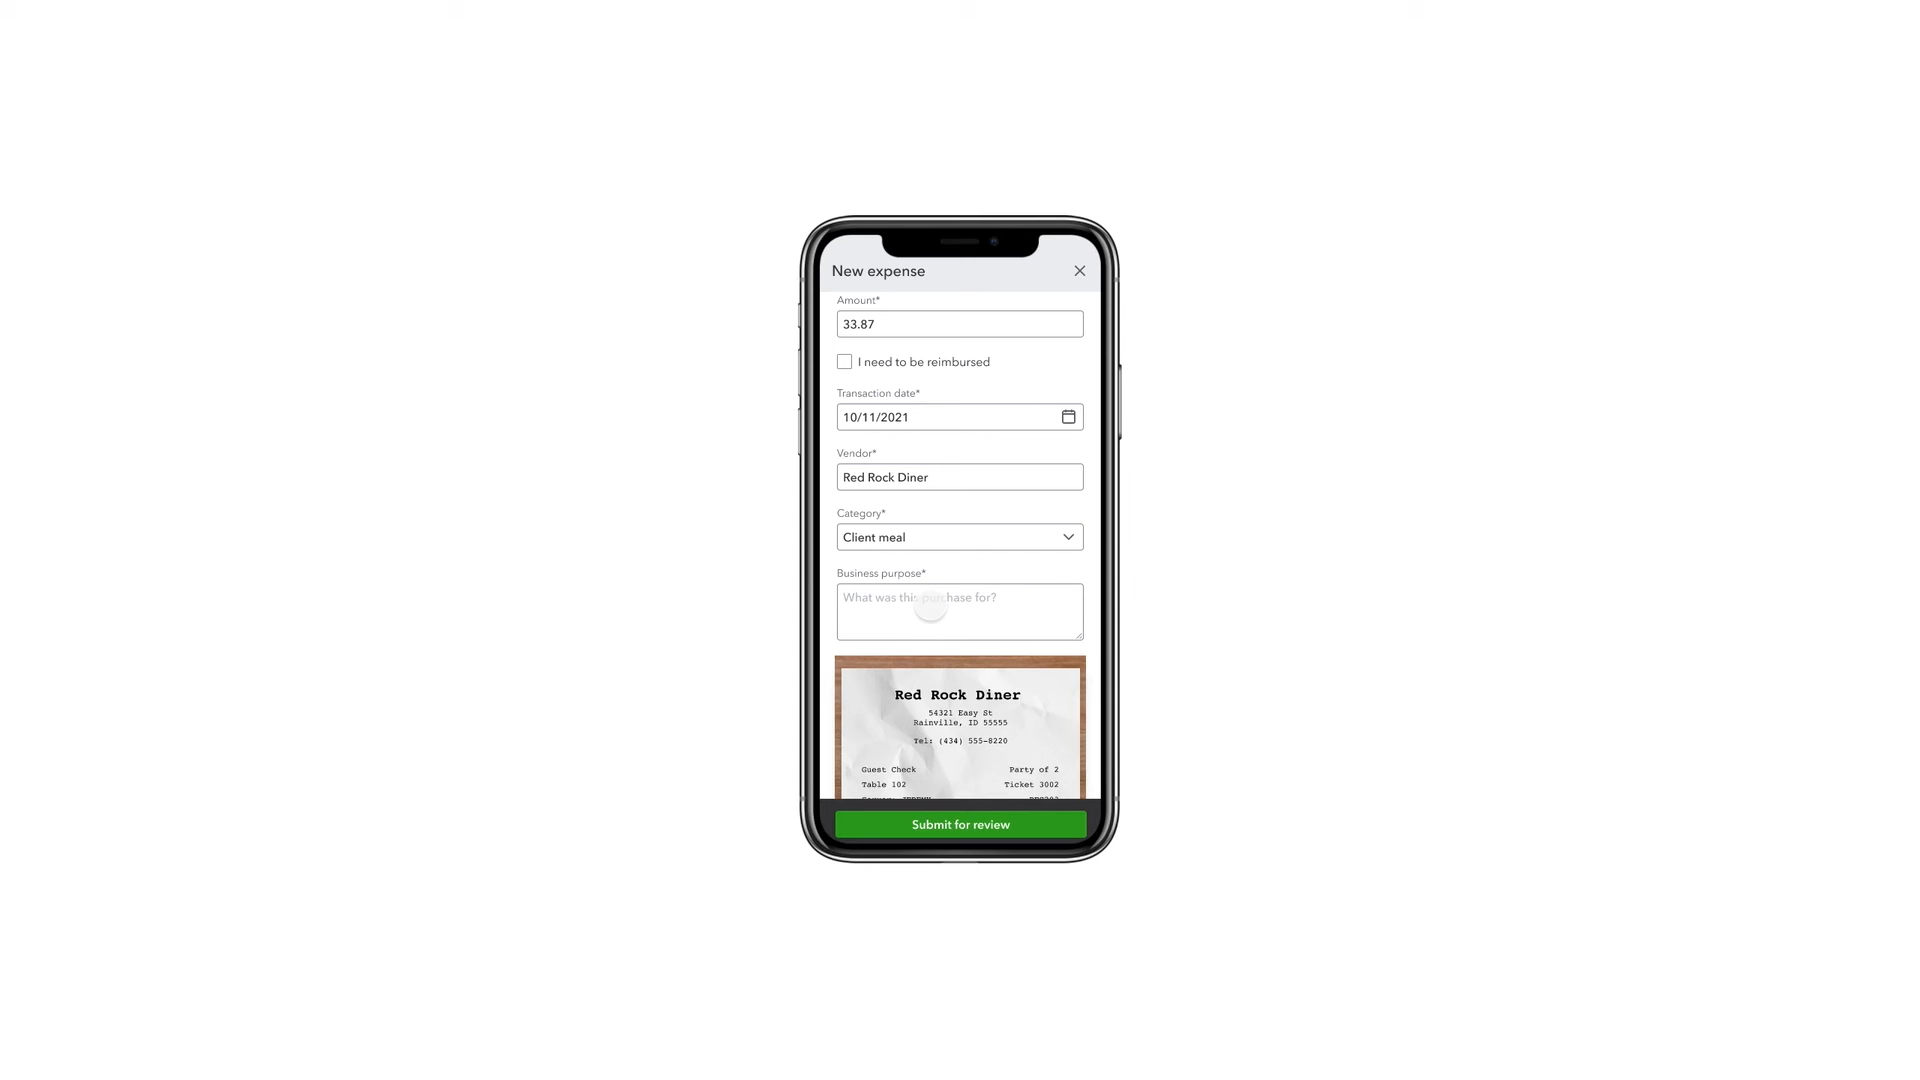 New expense
Amount*
33.87
I need to be reimbursed
Transaction date*
10/11/2021
Vendor*
Red Rock Diner
Category*
Client meal
Business purpose*
What was this purchase for?
Red Rock Diner
54321 Easy St
Rainville, ID 55555
Tel: (434) 555-8220
Guest Check Party of 2
Table 102 Ticket 3002
Submit for review